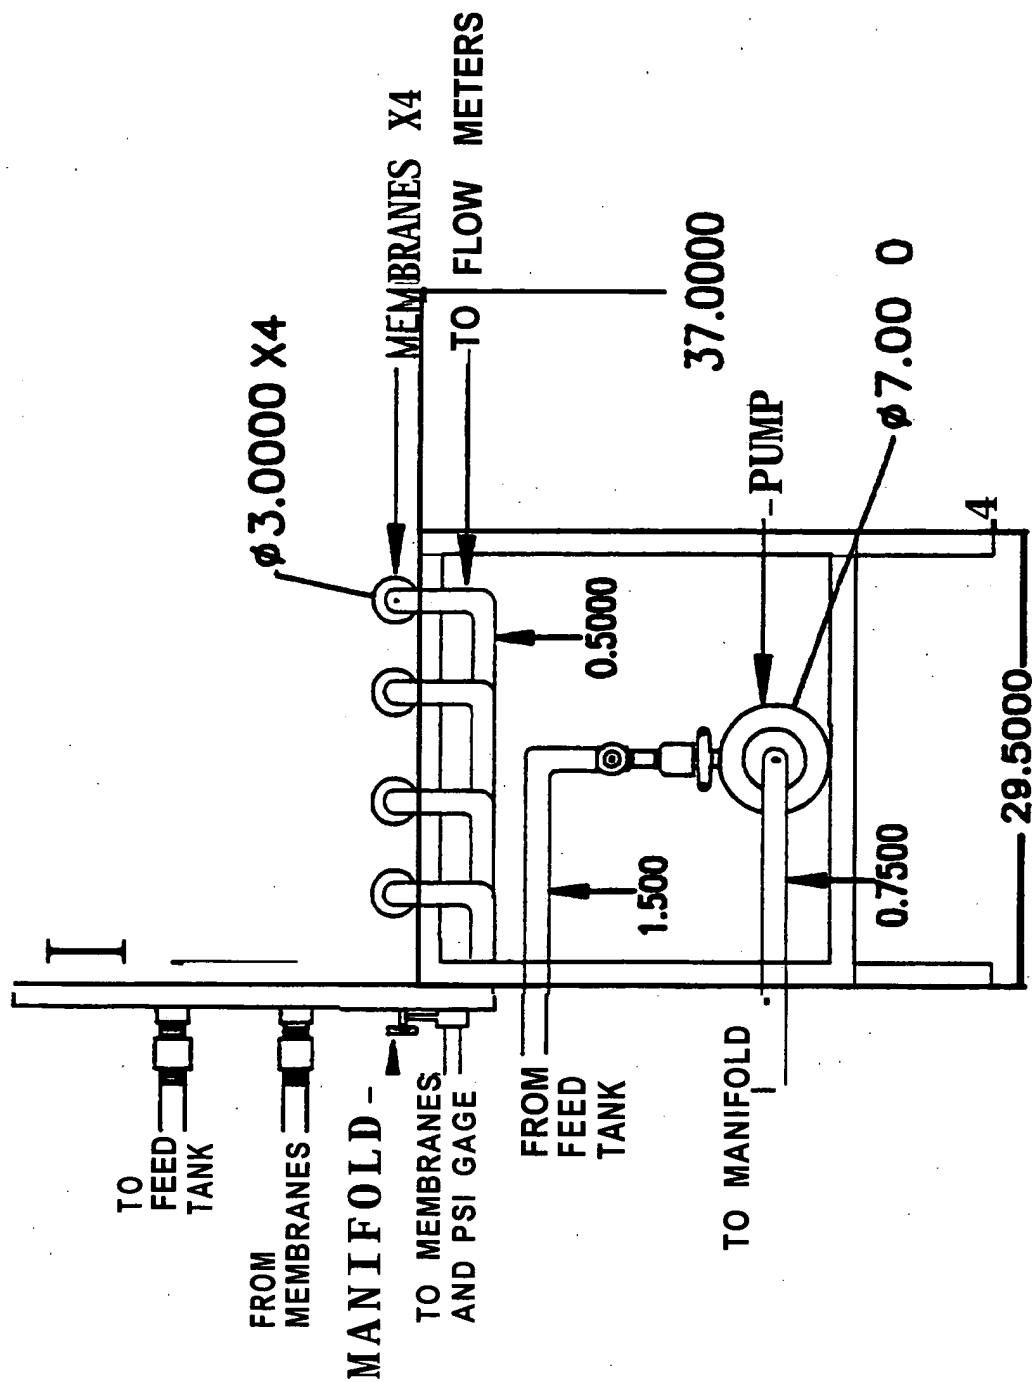 TO
FEED
TANK
FROM
MEMBRANES
MANIFOLD-
TO MEMBRANES
AND PSI GAGE
FROM
FEED
TANK
TO MANIFOLD
ø3.0000 X4
MEMBRANES X4
TO FLOW METERS
37.0000
0.5000
1.500
0.7500
-PUMP
ø7.00 0
4
29.5000